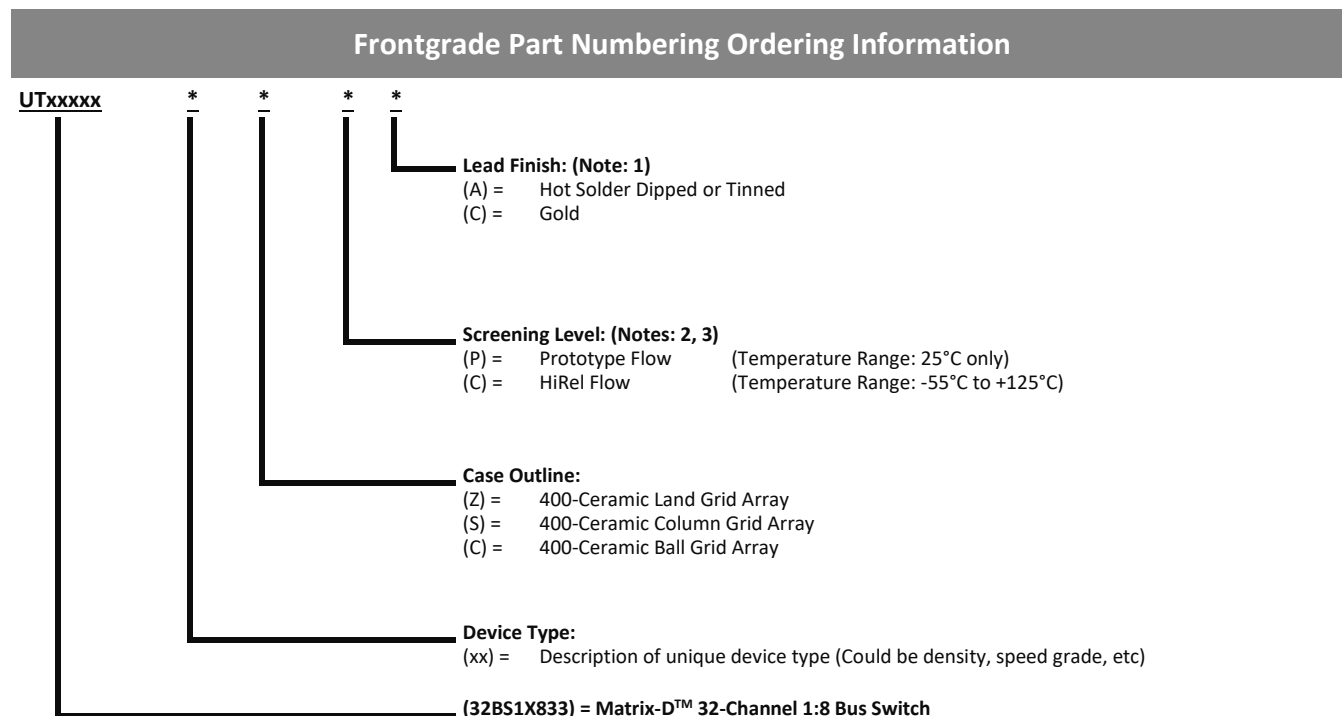 Frontgrade Part Numbering Ordering Information
UTxxxxx * * * *
Lead Finish: (Note: 1)
(A) = Hot Solder Dipped or Tinned
(C) = Gold
Screening Level: (Notes: 2, 3)
(P) = Prototype Flow (Temperature Range: 25°C only)
(C) = HiRel Flow (Temperature Range: -55°C to +125°C)
Case Outline:
(Z) = 400-Ceramic Land Grid Array
(S) = 400-Ceramic Column Grid Array
(C) = 400-Ceramic Ball Grid Array
Device Type:
(xx) = Description of unique device type (Could be density, speed grade, etc)
(32BS1X833) = Matrix-D™ 32-Channel 1:8 Bus Switch